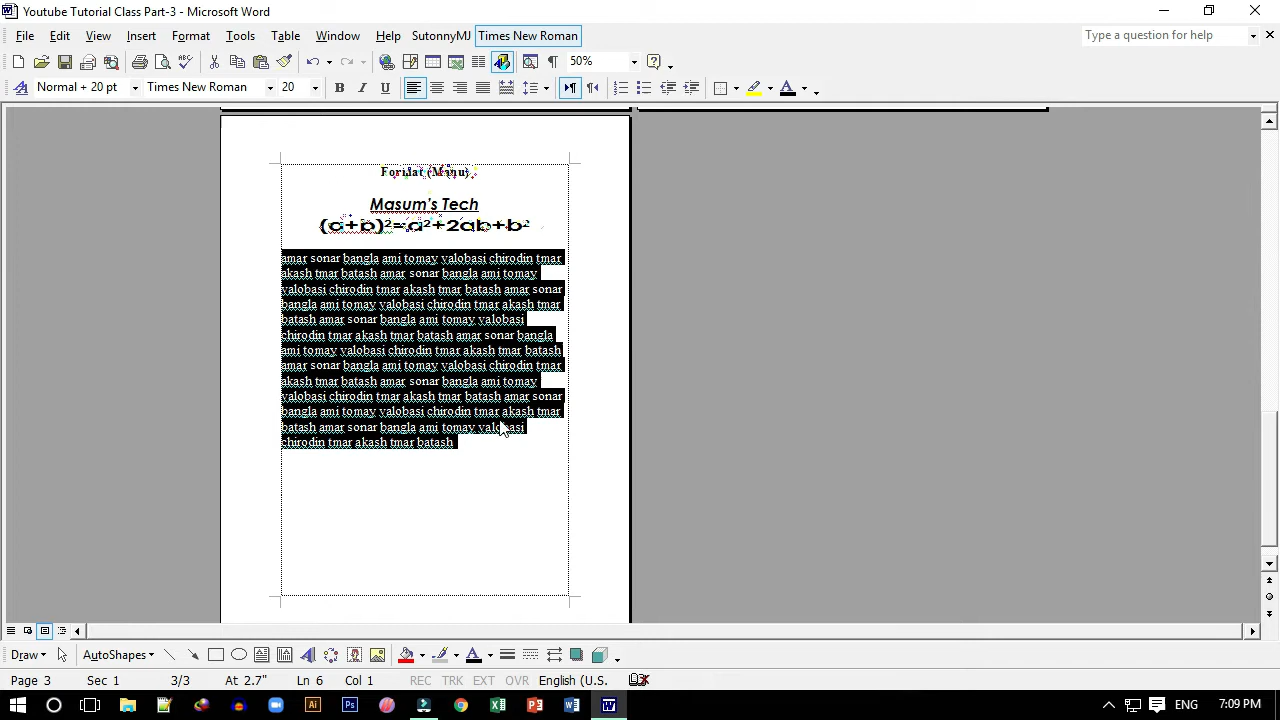 Youtube Tutorial Class Part-3 - Microsoft Word
File Edit View Insert Format Tools Table Window Help SutonnyMJ Times New Roman Type a question for help
50%
Normal + 20 pt Times New Roman 20 B I U
Format (Manu)
Masum's Tech
(a+b)²=a²+2ab+b²
amar sonar bangla ami tomay valobasi chirodin tmar
akash tmar batash amar sonar bangla ami tomay
valobasi chirodin tmar akash tmar batash amar sonar
bangla ami tomay valobasi chirodin tmar akash tmar
batash amar sonar bangla ami tomay valobasi
chirodin tmar akash tmar batash amar sonar bangla
ami tomay valobasi chirodin tmar akash tmar batash
amar sonar bangla ami tomay valobasi chirodin tmar
akash tmar batash amar sonar bangla ami tomay
valobasi chirodin tmar akash tmar batash amar sonar
bangla ami tomay valobasi chirodin tmar akash tmar
batash amar sonar bangla ami tomay valobasi
chirodin tmar akash tmar batash
Draw AutoShapes
Page 3 Sec 1 3/3 At 2.7" Ln 6 Col 1 REC TRK EXT OVR English (U.S.
ENG 7:09 PM